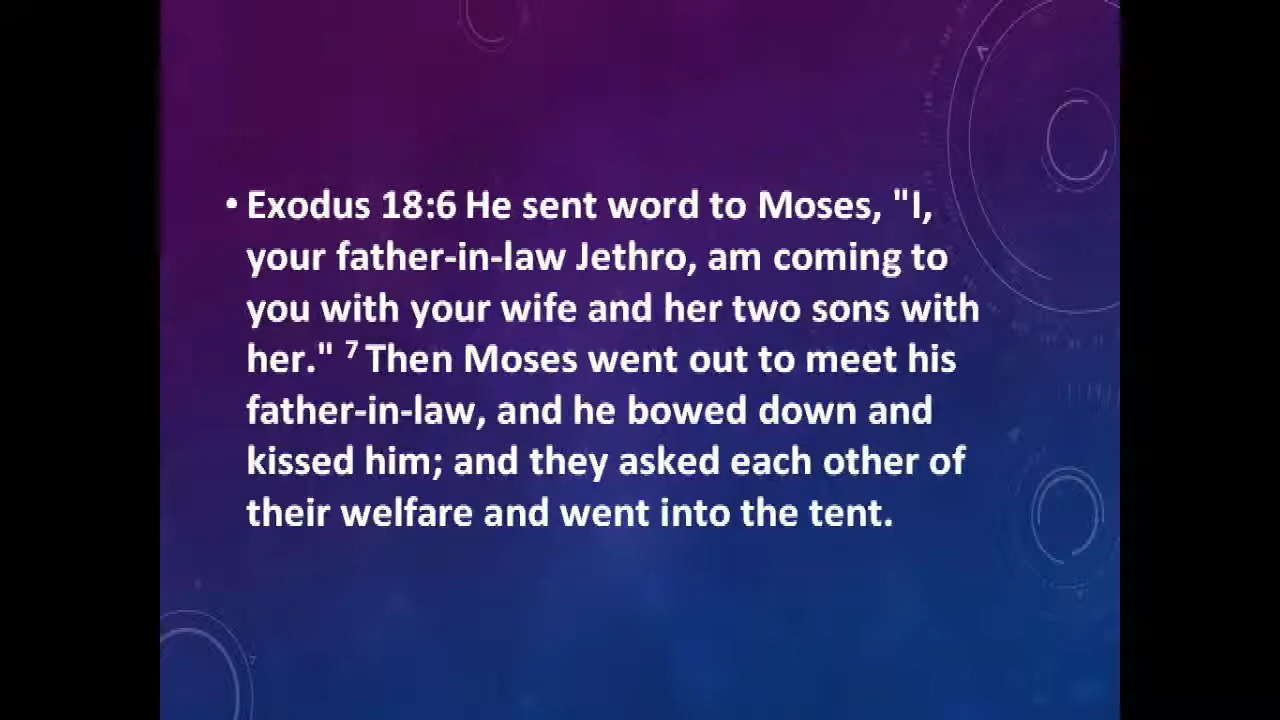 • Exodus 18:6 He sent word to Moses, "I,
your father-in-law Jethro, am coming to
you with your wife and her two sons with
her." ⁷ Then Moses went out to meet his
father-in-law, and he bowed down and
kissed him; and they asked each other of
their welfare and went into the tent.